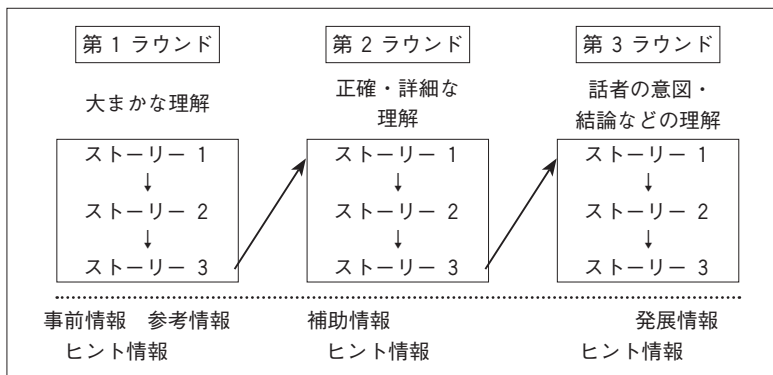 第 1 ラウンド
大まかな理解
ストーリー 1
↓
ストーリー 2
↓
ストーリー 3
第 2 ラウンド
正確・詳細な
理解
ストーリー 1
↓
ストーリー 2
↓
ストーリー 3
第 3 ラウンド
話者の意図・
結論などの理解
ストーリー 1
↓
ストーリー 2
↓
ストーリー 3
事前情報　参考情報
ヒント情報
補助情報
ヒント情報
発展情報
ヒント情報